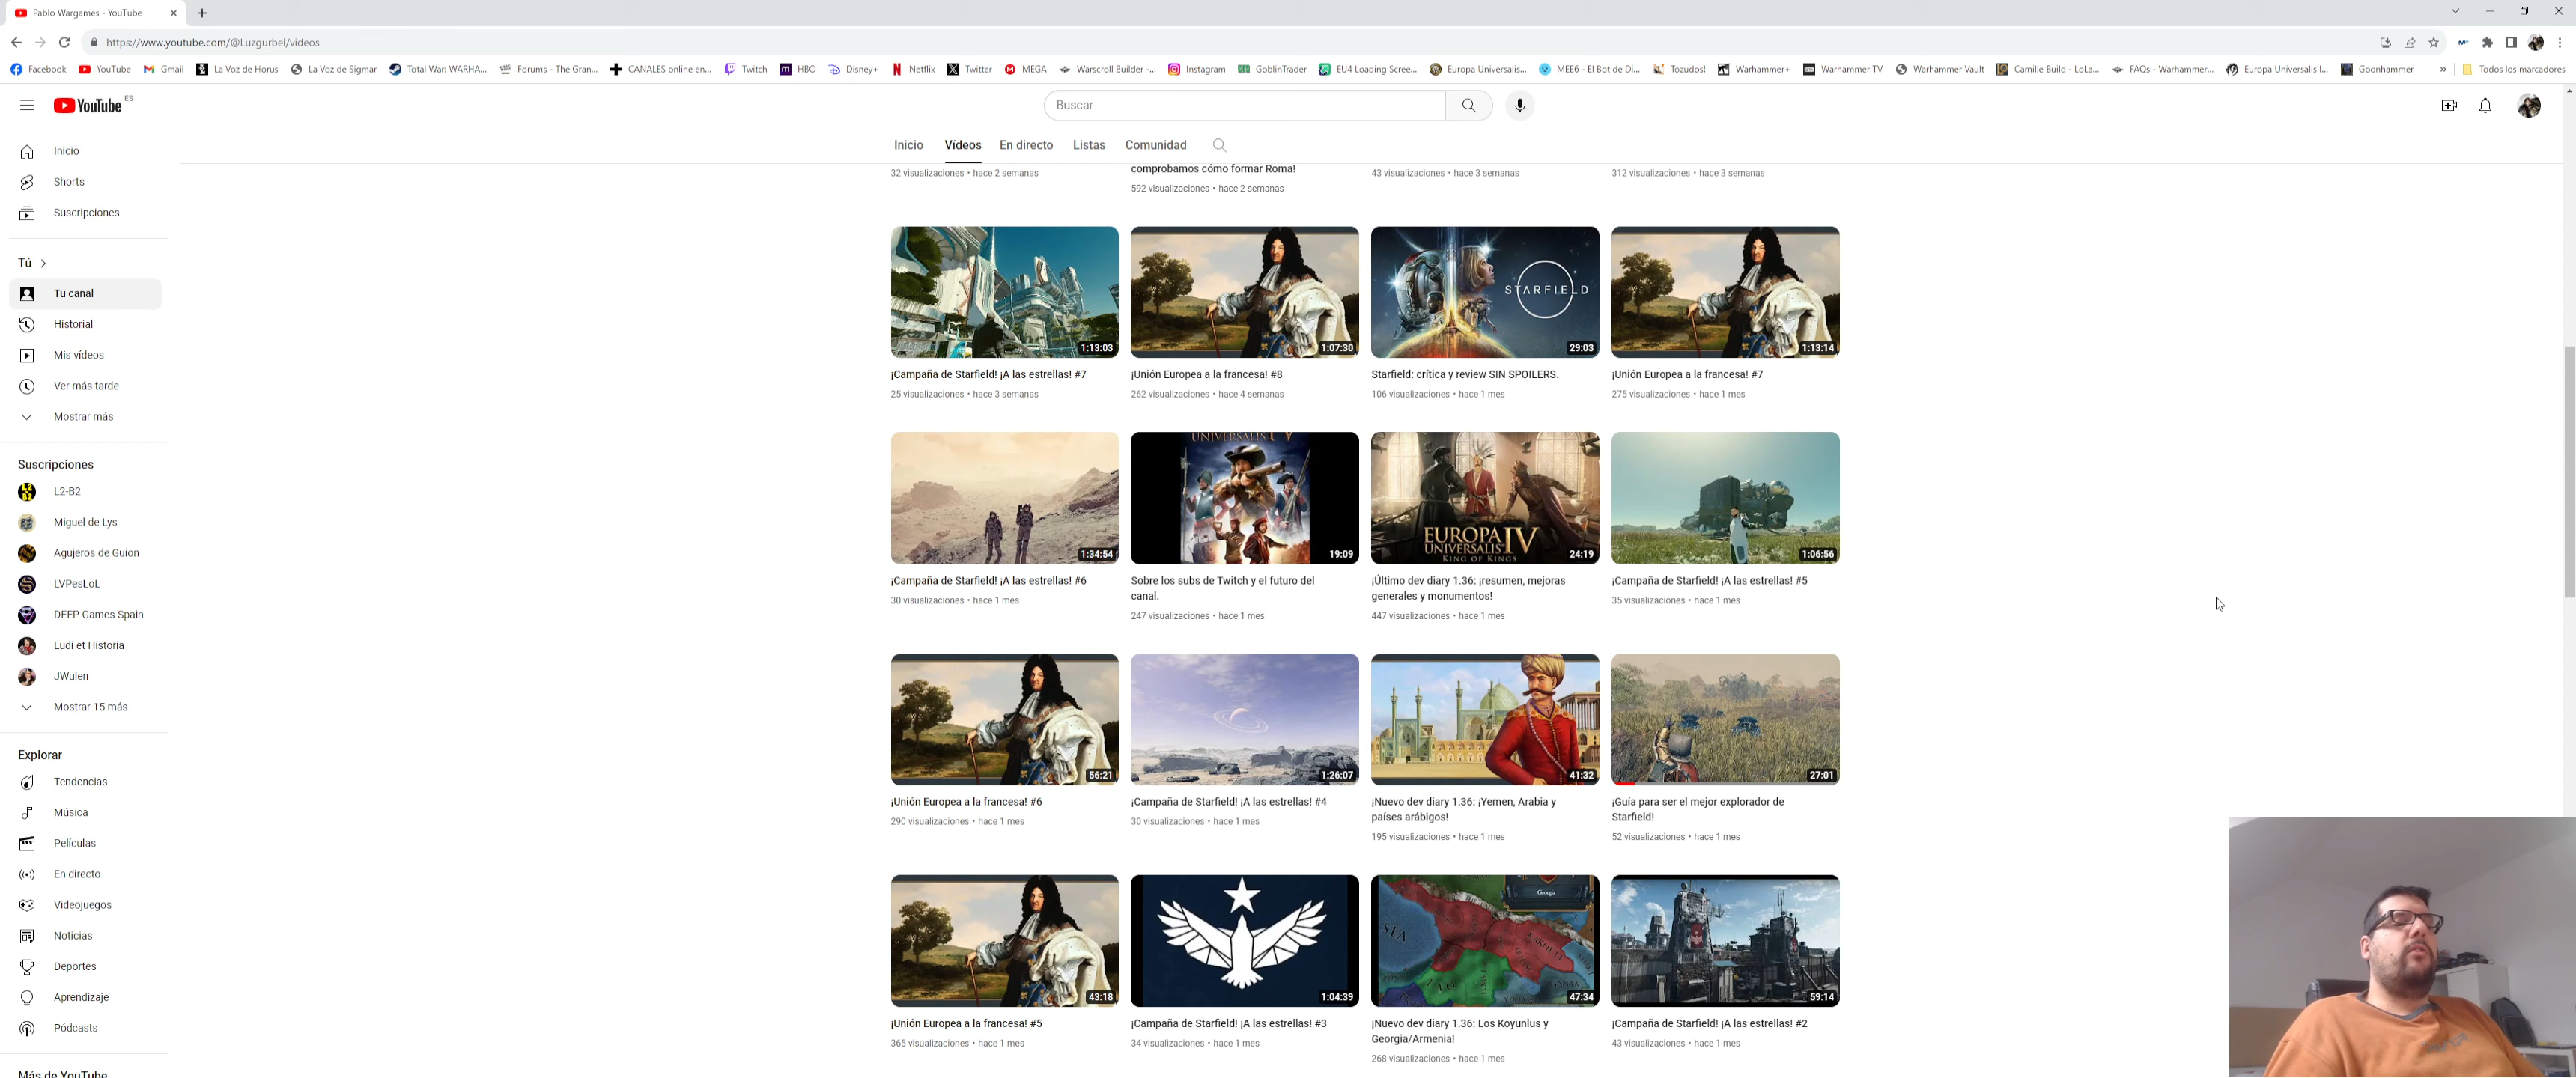 Pablo Wargames - YouTube
https://www.youtube.com/@Luzgurbel/videos
Facebook YouTube Gmail La Voz de Horus La Voz de Sigmar Total War: WARHA... Forums - The Gran... CANALES online en... Twitch HBO Disney+ Netflix Twitter MEGA Warscroll Builder -... Instagram GoblinTrader EU4 Loading Scree... Europa Universalis... MEE6 - El Bot de Di... Tozudos! Warhammer+ Warhammer TV Warhammer Vault Camille Build - LoLa... FAQs - Warhammer... Europa Universalis I... Goonhammer » Todos los marcadores
YouTube ES
Buscar
Inicio Vídeos En directo Listas Comunidad
Inicio
Shorts
Suscripciones
Tú
Tu canal
Historial
Mis vídeos
Ver más tarde
Mostrar más
Suscripciones
L2-B2
Miguel de Lys
Agujeros de Guion
LVPesLoL
DEEP Games Spain
Ludi et Historia
JWulen
Mostrar 15 más
Explorar
Tendencias
Música
Películas
En directo
Videojuegos
Noticias
Deportes
Aprendizaje
Pódcasts
Más de YouTube
32 visualizaciones • hace 2 semanas
comprobamos cómo formar Roma!
592 visualizaciones • hace 2 semanas
43 visualizaciones • hace 3 semanas
312 visualizaciones • hace 3 semanas
1:13:03
¡Campaña de Starfield! ¡A las estrellas! #7
25 visualizaciones • hace 3 semanas
1:07:30
¡Unión Europea a la francesa! #8
262 visualizaciones • hace 4 semanas
STARFIELD
29:03
Starfield: crítica y review SIN SPOILERS.
106 visualizaciones • hace 1 mes
1:13:14
¡Unión Europea a la francesa! #7
275 visualizaciones • hace 1 mes
1:34:54
¡Campaña de Starfield! ¡A las estrellas! #6
30 visualizaciones • hace 1 mes
UNIVERSALIS IV
19:09
Sobre los subs de Twitch y el futuro del
canal.
247 visualizaciones • hace 1 mes
EUROPA
UNIVERSALIS IV
KING OF KINGS
24:19
¡Último dev diary 1.36: ¡resumen, mejoras
generales y monumentos!
447 visualizaciones • hace 1 mes
1:06:56
¡Campaña de Starfield! ¡A las estrellas! #5
35 visualizaciones • hace 1 mes
56:21
¡Unión Europea a la francesa! #6
290 visualizaciones • hace 1 mes
1:26:07
¡Campaña de Starfield! ¡A las estrellas! #4
30 visualizaciones • hace 1 mes
41:32
¡Nuevo dev diary 1.36: ¡Yemen, Arabia y
países arábigos!
195 visualizaciones • hace 1 mes
27:01
¡Guía para ser el mejor explorador de
Starfield!
52 visualizaciones • hace 1 mes
43:18
¡Unión Europea a la francesa! #5
365 visualizaciones • hace 1 mes
1:04:39
¡Campaña de Starfield! ¡A las estrellas! #3
34 visualizaciones • hace 1 mes
Georgia
SEA
KAKHETI
47:34
¡Nuevo dev diary 1.36: Los Koyunlus y
Georgia/Armenia!
268 visualizaciones • hace 1 mes
59:14
¡Campaña de Starfield! ¡A las estrellas! #2
43 visualizaciones • hace 1 mes